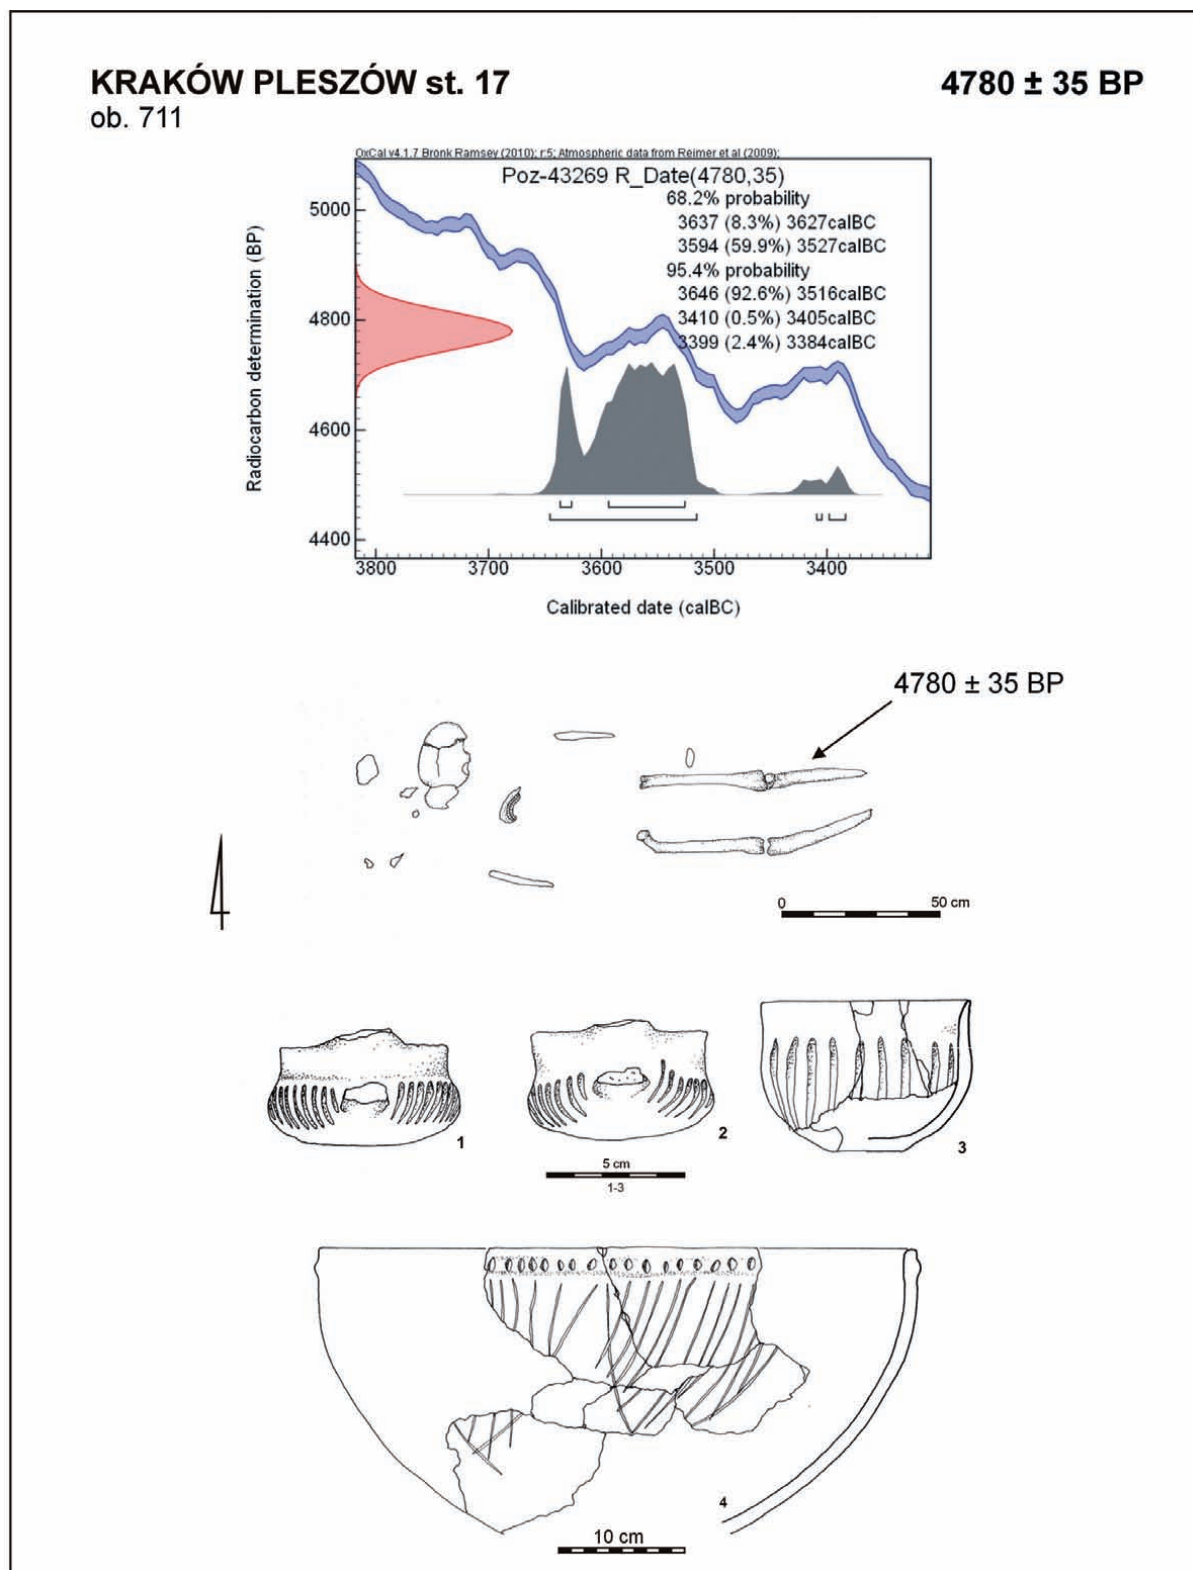 KRAKÓW PLESZÓW st. 17
4780 ± 35 BP
ob. 711
OxCal v4.1.7 Bronk Ramsey (2010); r:5; Atmospheric data from Reimer et al (2009);
Poz-43269 R_Date(4780,35)
68.2% probability
3637 (8.3%) 3627calBC
3594 (59.9%) 3527calBC
95.4% probability
3646 (92.6%) 3516calBC
3410 (0.5%) 3405calBC
3399 (2.4%) 3384calBC
Radiocarbon determination (BP)
5000
4800
4600
4400
3800 3700 3600 3500 3400
Calibrated date (calBC)
4780 ± 35 BP
0 50 cm
1 2 3
5 cm
1-3
4
10 cm